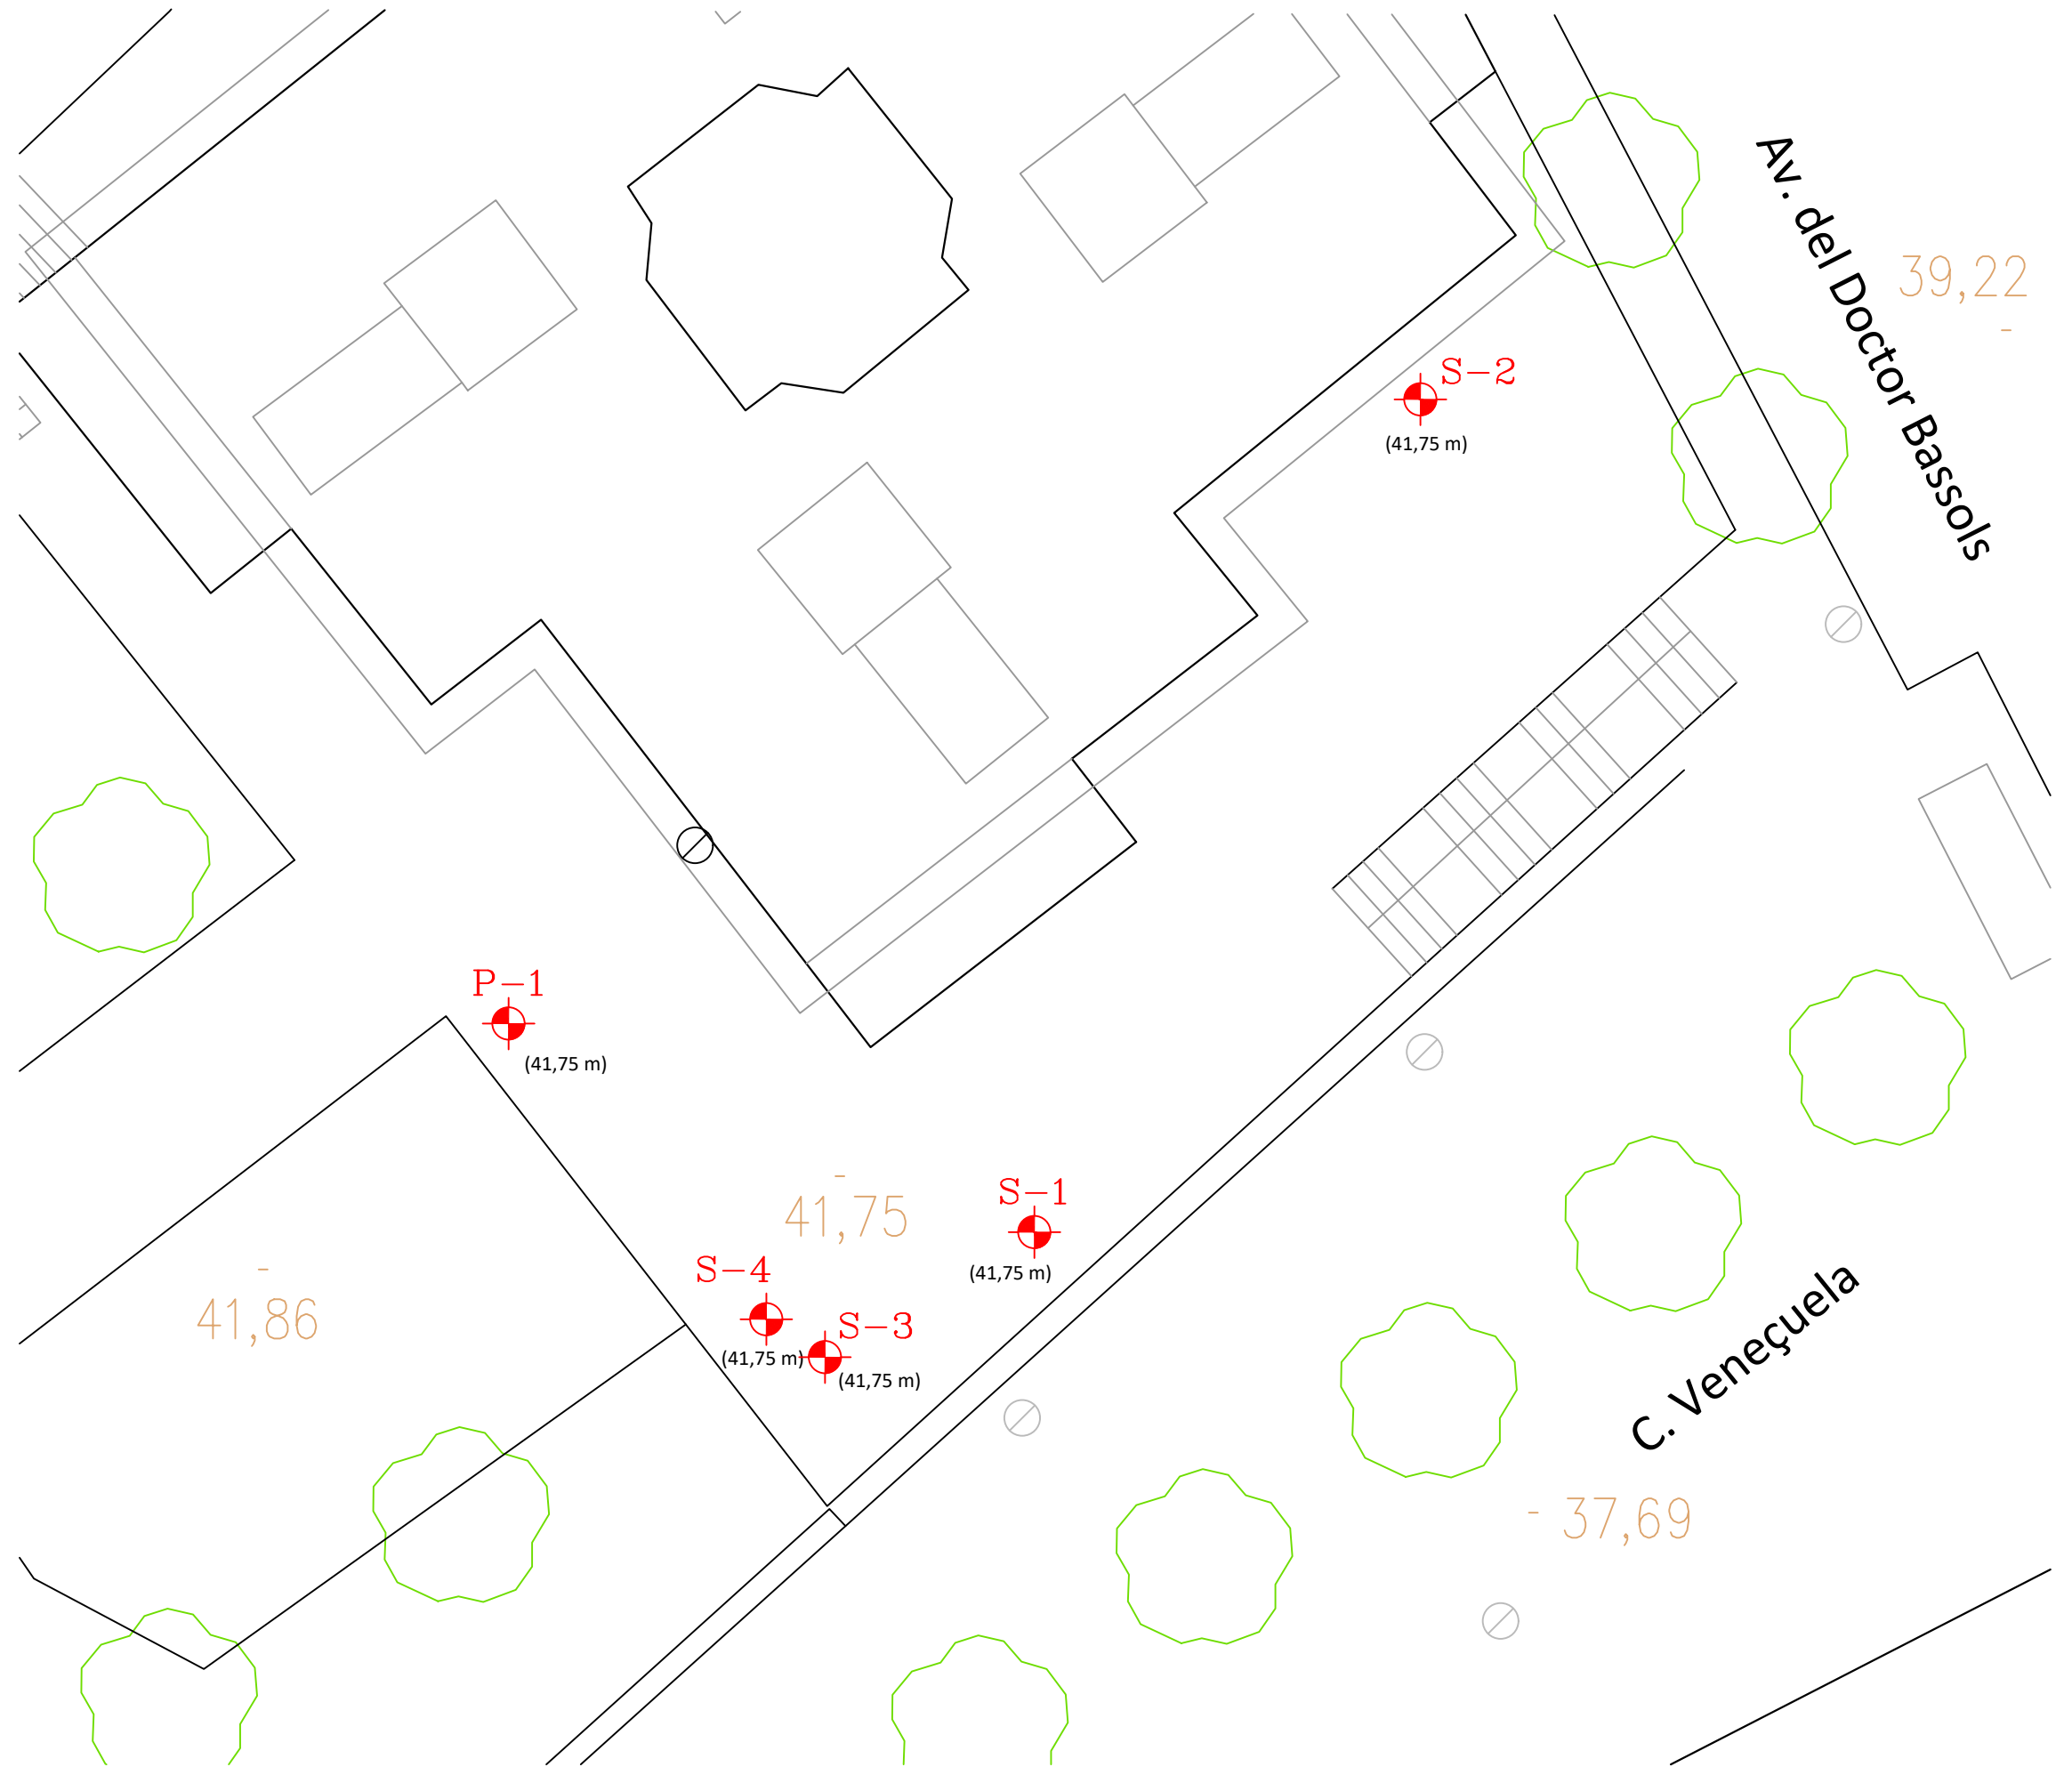 Av. del Doctor Bassols
39,22
S-2
(41,75 m)
P-1
(41,75 m)
S-1
(41,75 m)
41,75
S-4
(41,75 m)
S-3
(41,75 m)
41,86
C. Veneçuela
37,69